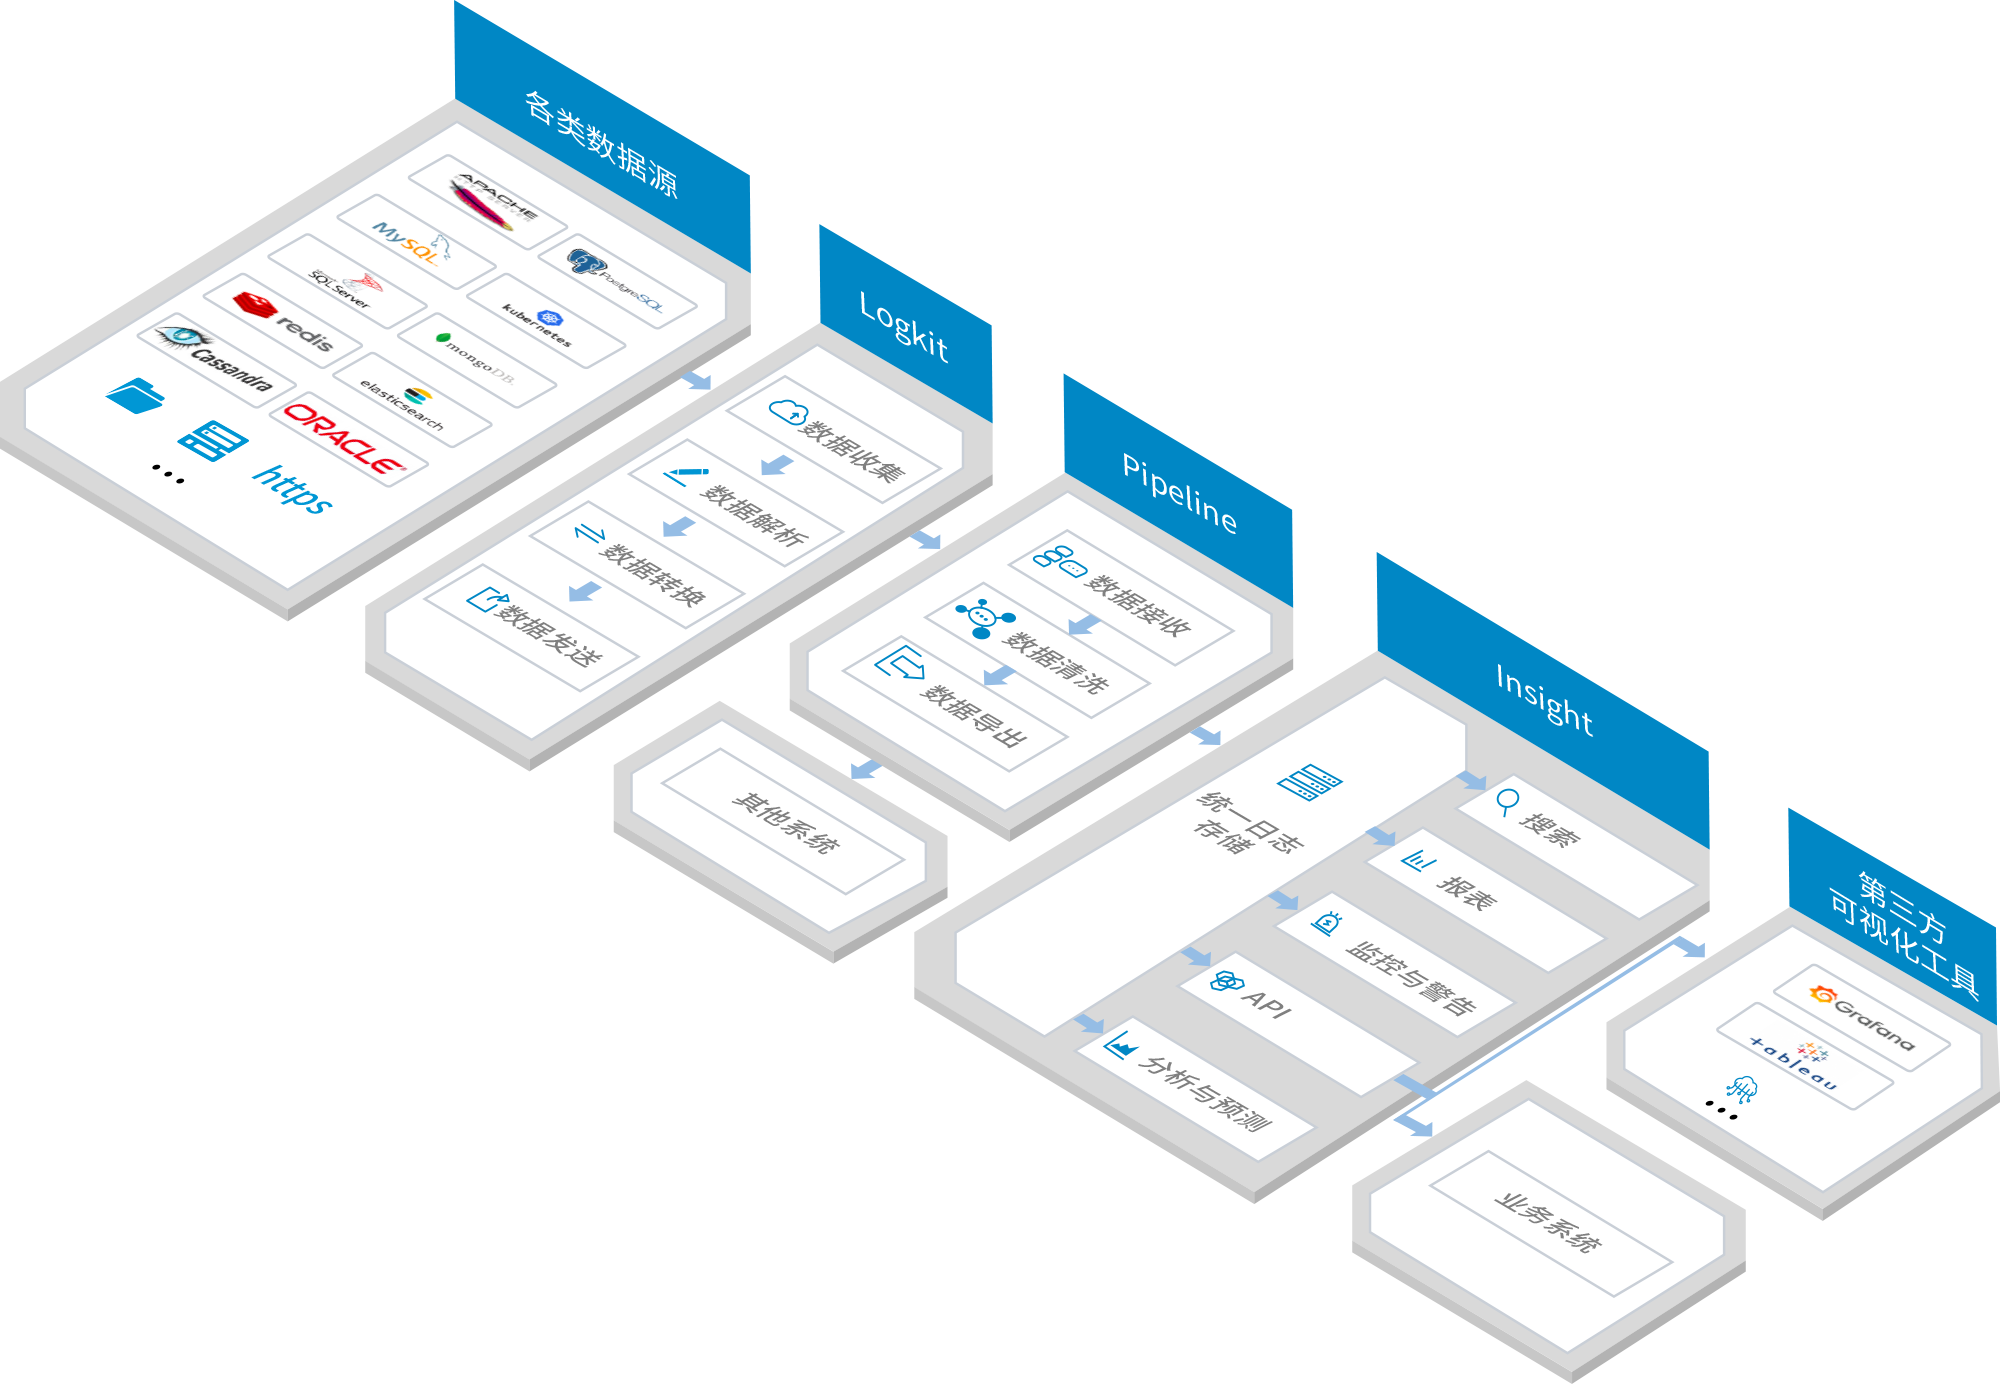 各类数据源
APACHE
HTTP SERVER
PostgreSQL
MySQL
kubernetes
SQL Server
mongoDB.
redis
elasticsearch
Cassandra
ORACLE
https
Logkit
数据收集
数据解析
数据转换
数据发送
Pipeline
数据接收
数据清洗
数据导出
其他系统
Insight
统一日志
存储
搜索
报表
监控与警告
API
分析与预测
第三方
可视化工具
Grafana
+ableau
业务系统